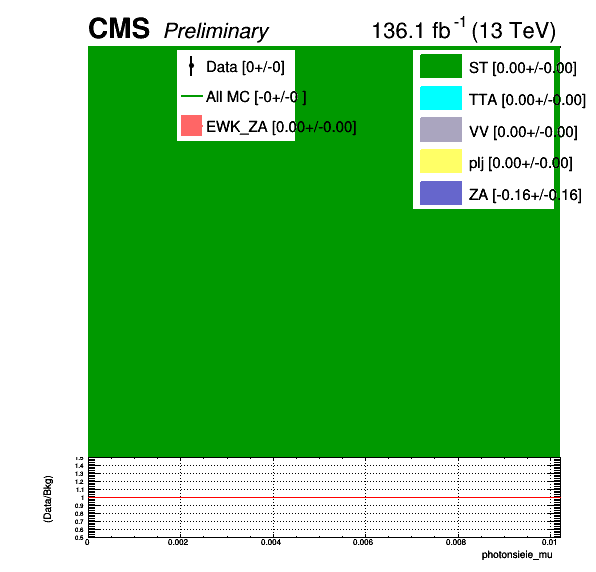 CMS Preliminary 136.1 fb⁻¹ (13 TeV)
Data [0+/-0]
All MC [-0+/-0 ]
EWK_ZA [0.00+/-0.00]
ST [0.00+/-0.00]
TTA [0.00+/-0.00]
VV [0.00+/-0.00]
plj [0.00+/-0.00]
ZA [-0.16+/-0.16]
(Data/Bkg)
1.5
1.4
1.3
1.2
1.1
1
0.9
0.8
0.7
0.6
0.5
0 0.002 0.004 0.006 0.008 0.01
photonsieie_mu